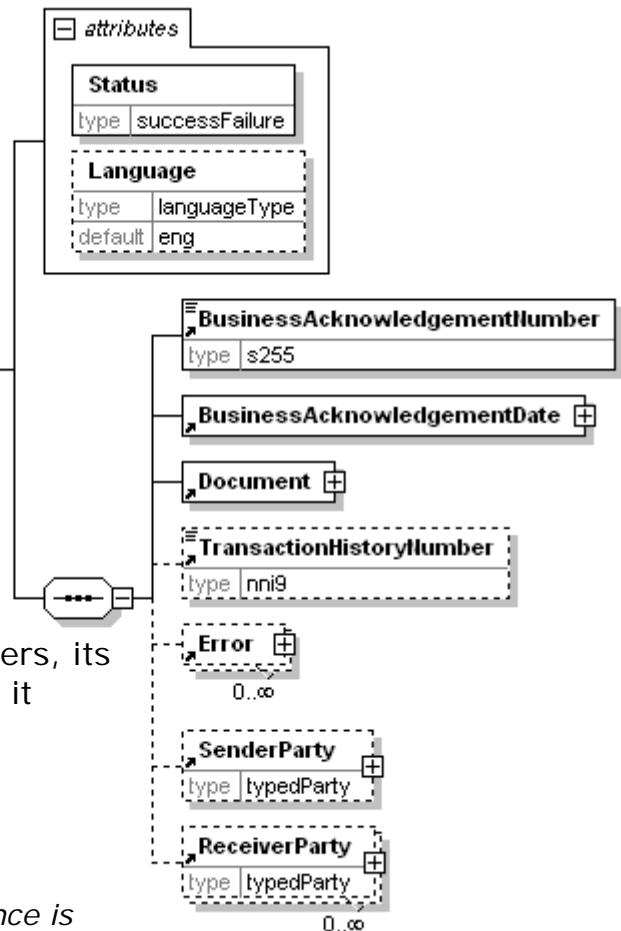 attributes
Status
type successFailure
Language
type languageType
default eng
BusinessAcknowledgementNumber
type s255
BusinessAcknowledgementDate
Document
TransactionHistoryNumber
type nni9
ers, its
Error
it
0..∞
SenderParty
type typedParty
ReceiverParty
type typedParty
nce is
0..∞